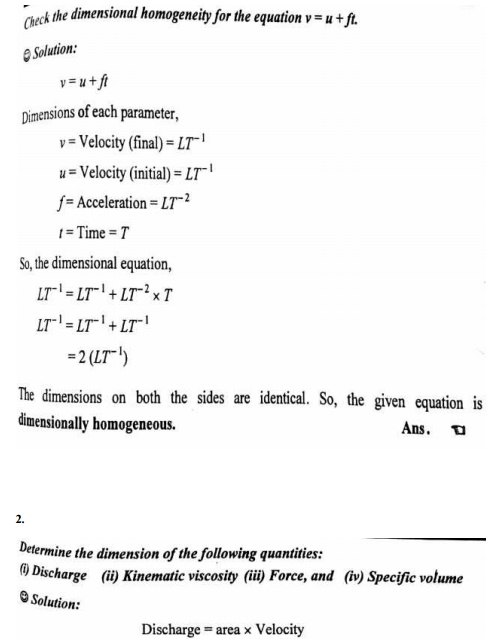 Check the dimensional homogeneity for the equation v = u + ft.
Solution:
v = u + ft
Dimensions of each parameter,
v = Velocity (final) = LT⁻¹
u = Velocity (initial) = LT⁻¹
f = Acceleration = LT⁻²
t = Time = T
So, the dimensional equation,
LT⁻¹ = LT⁻¹ + LT⁻² × T
LT⁻¹ = LT⁻¹ + LT⁻¹
= 2 (LT⁻¹)
The dimensions on both the sides are identical. So, the given equation is
dimensionally homogeneous. Ans.
2.
Determine the dimension of the following quantities:
(i) Discharge (ii) Kinematic viscosity (iii) Force, and (iv) Specific volume
Solution:
Discharge = area × Velocity